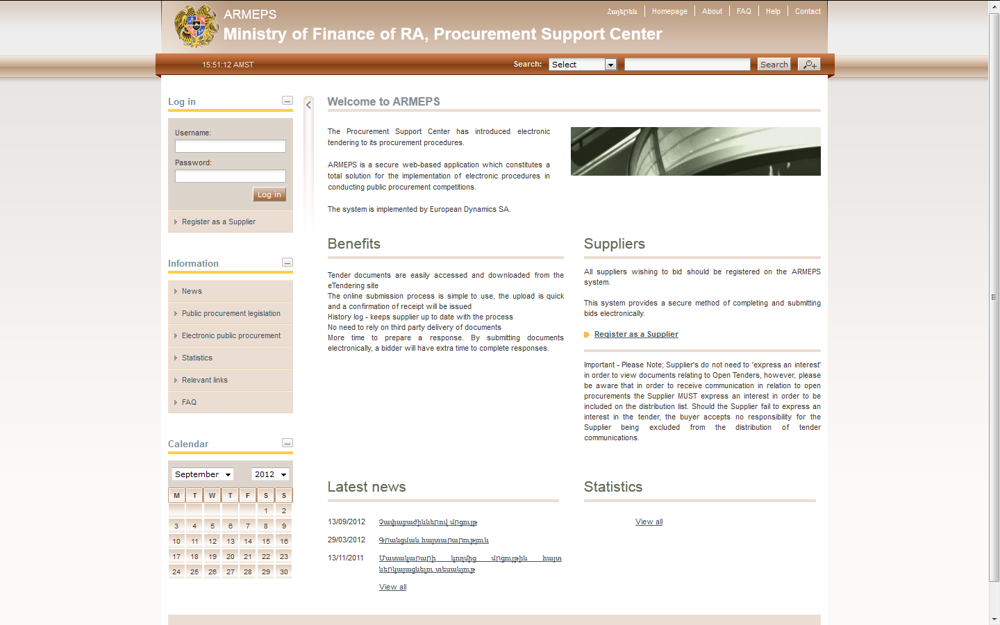 ARMEPS
Ministry of Finance of RA, Procurement Support Center
Հայերեն Homepage About FAQ Help Contact
15:51:12 AMST
Search: Select Search
Log in
Username:
Password:
Log in
Register as a Supplier
Information
News
Public procurement legislation
Electronic public procurement
Statistics
Relevant links
FAQ
Calendar
September 2012
M T W T F S S
1 2
3 4 5 6 7 8 9
10 11 12 13 14 15 16
17 18 19 20 21 22 23
24 25 26 27 28 29 30
Welcome to ARMEPS
The Procurement Support Center has introduced electronic
tendering to its procurement procedures.
ARMEPS is a secure web-based application which constitutes a
total solution for the implementation of electronic procedures in
conducting public procurement competitions.
The system is implemented by European Dynamics SA.
Benefits
Tender documents are easily accessed and downloaded from the
eTendering site
The online submission process is simple to use, the upload is quick
and a confirmation of receipt will be issued
History log - keeps supplier up to date with the process
No need to rely on third party delivery of documents
More time to prepare a response. By submitting documents
electronically, a bidder will have extra time to complete responses.
Suppliers
All suppliers wishing to bid should be registered on the ARMEPS
system.
This system provides a secure method of completing and submitting
bids electronically.
Register as a Supplier
Important - Please Note; Supplier's do not need to 'express an interest'
in order to view documents relating to Open Tenders, however, please
be aware that in order to receive communication in relation to open
procurements the Supplier MUST express an interest in order to be
included on the distribution list. Should the Supplier fail to express an
interest in the tender, the buyer accepts no responsibility for the
Supplier being excluded from the distribution of tender
communications.
Latest news
13/09/2012 Չափաբաժիններով մրցույթ
29/03/2012 Գրանցման հայտարարություն
13/11/2011 Մատակարարի կողմից մրցույթին հայտ
ներկայացնելու տեսանյութ
View all
Statistics
View all